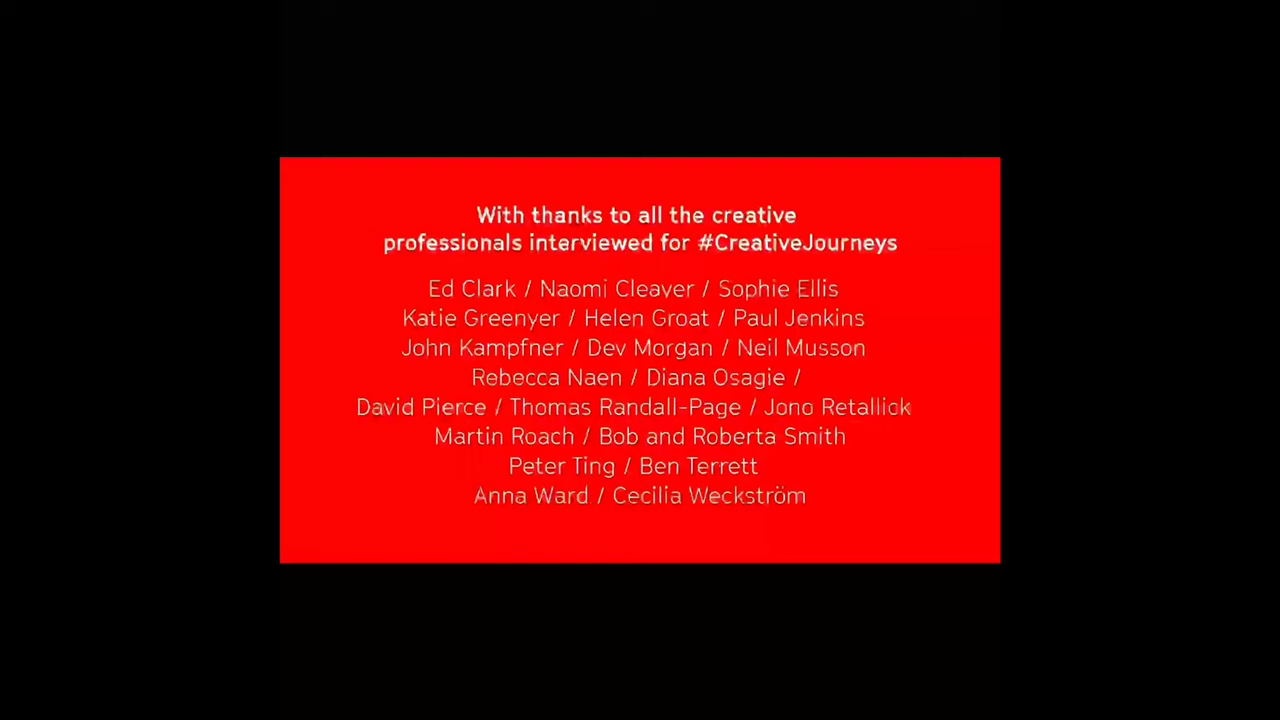 With thanks to all the creative
professionals interviewed for #CreativeJourneys
Ed Clark / Naomi Cleaver / Sophie Ellis
Katie Greenyer / Helen Groat / Paul Jenkins
John Kampfner / Dev Morgan / Neil Musson
Rebecca Naen / Diana Osagie /
David Pierce / Thomas Randall-Page / Jono Retallick
Martin Roach / Bob and Roberta Smith
Peter Ting / Ben Terrett
Anna Ward / Cecilia Weckström